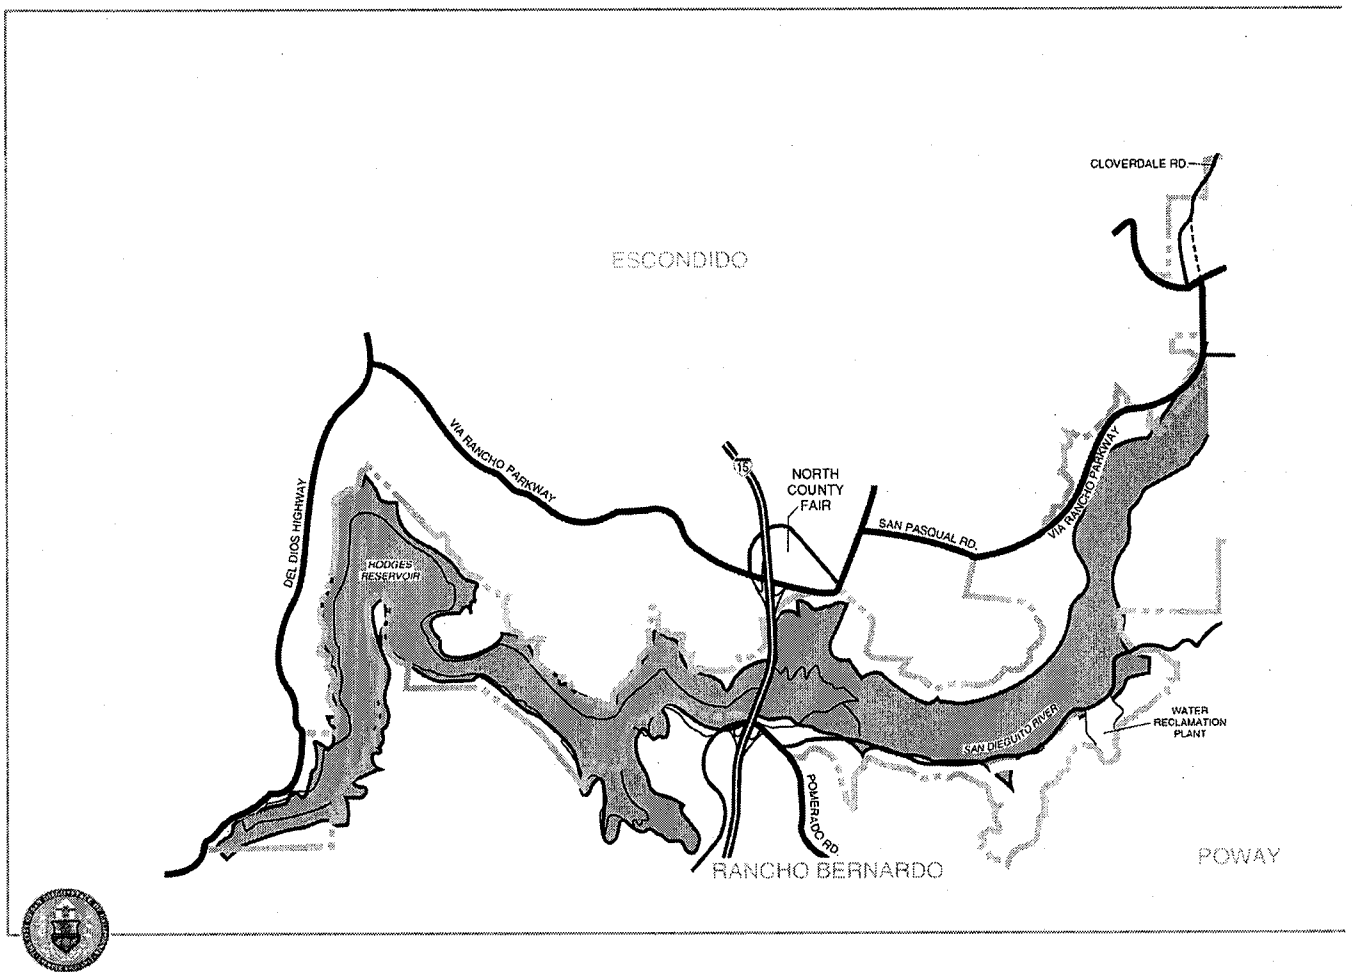 CLOVERDALE RD.
ESCONDIDO
VIA RANCHO PARKWAY
15
NORTH
COUNTY
FAIR
VIA RANCHO PARKWAY
SAN PASQUAL RD.
DEL DIOS HIGHWAY
HODGES
RESERVOIR
WATER
RECLAMATION
PLANT
SAN DIEGUITO RIVER
POMERADO RD.
POWAY
RANCHO BERNARDO